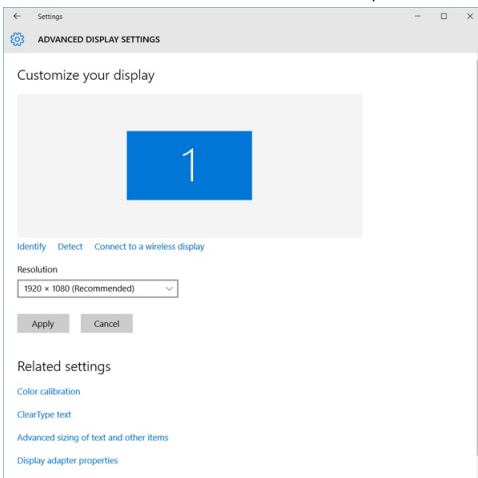 Settings
ADVANCED DISPLAY SETTINGS
Customize your display
1
Identify Detect Connect to a wireless display
Resolution
1920 × 1080 (Recommended)
Apply Cancel
Related settings
Color calibration
ClearType text
Advanced sizing of text and other items
Display adapter properties